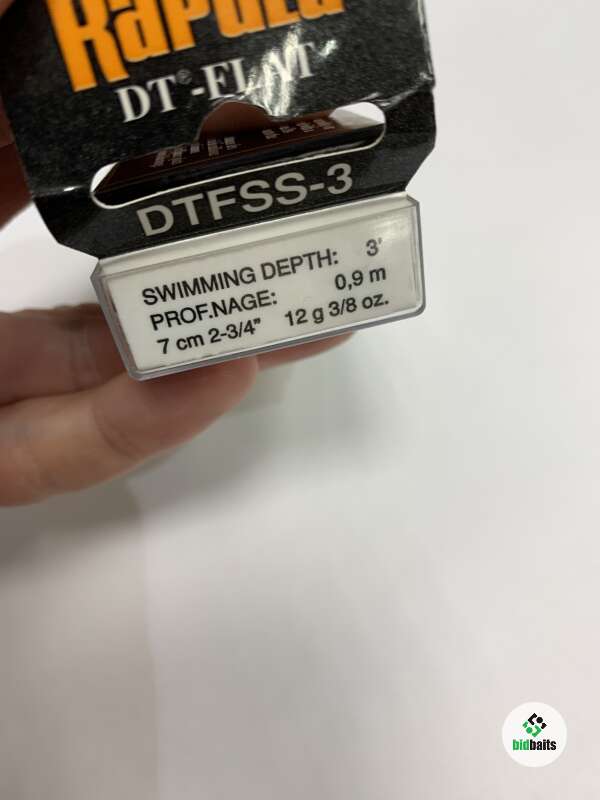 Rapala
DT®-FLAT
DTFSS-3
SWIMMING DEPTH: 3'
PROF.NAGE: 0,9 m
7 cm 2-3/4" 12 g 3/8 oz.
bidbaits